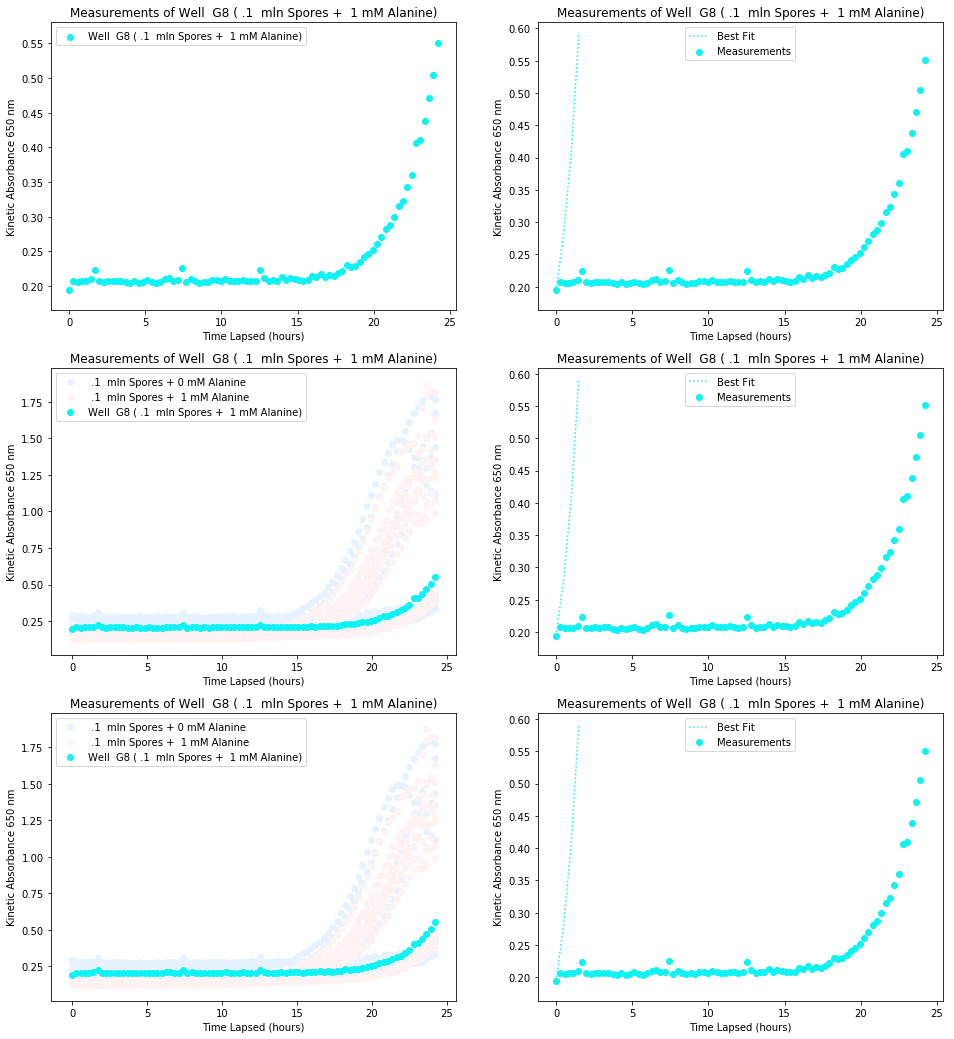 Measurements of Well  G8 ( .1  mln Spores +  1 mM Alanine)
Well  G8 ( .1  mln Spores +  1 mM Alanine)
0.55
0.50
0.45
0.40
0.35
0.30
0.25
0.20
Kinetic Absorbance 650 nm
0
5
10
15
20
25
Time Lapsed (hours)
Measurements of Well  G8 ( .1  mln Spores +  1 mM Alanine)
Best Fit
Measurements
0.60
0.55
0.50
0.45
0.40
0.35
0.30
0.25
0.20
Kinetic Absorbance 650 nm
0
5
10
15
20
25
Time Lapsed (hours)
Measurements of Well  G8 ( .1  mln Spores +  1 mM Alanine)
.1  mln Spores + 0 mM Alanine
.1  mln Spores +  1 mM Alanine
Well  G8 ( .1  mln Spores +  1 mM Alanine)
1.75
1.50
1.25
1.00
0.75
0.50
0.25
Kinetic Absorbance 650 nm
0
5
10
15
20
25
Time Lapsed (hours)
Measurements of Well  G8 ( .1  mln Spores +  1 mM Alanine)
Best Fit
Measurements
0.60
0.55
0.50
0.45
0.40
0.35
0.30
0.25
0.20
Kinetic Absorbance 650 nm
0
5
10
15
20
25
Time Lapsed (hours)
Measurements of Well  G8 ( .1  mln Spores +  1 mM Alanine)
.1  mln Spores + 0 mM Alanine
.1  mln Spores +  1 mM Alanine
Well  G8 ( .1  mln Spores +  1 mM Alanine)
1.75
1.50
1.25
1.00
0.75
0.50
0.25
Kinetic Absorbance 650 nm
0
5
10
15
20
25
Time Lapsed (hours)
Measurements of Well  G8 ( .1  mln Spores +  1 mM Alanine)
Best Fit
Measurements
0.60
0.55
0.50
0.45
0.40
0.35
0.30
0.25
0.20
Kinetic Absorbance 650 nm
0
5
10
15
20
25
Time Lapsed (hours)